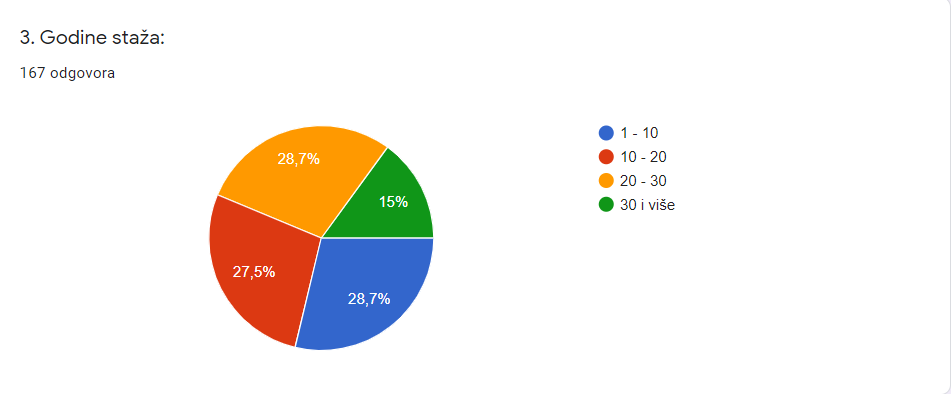 3. Godine staža:
167 odgovora
28,7%
15%
27,5%
28,7%
1 - 10
10 - 20
20 - 30
30 i više